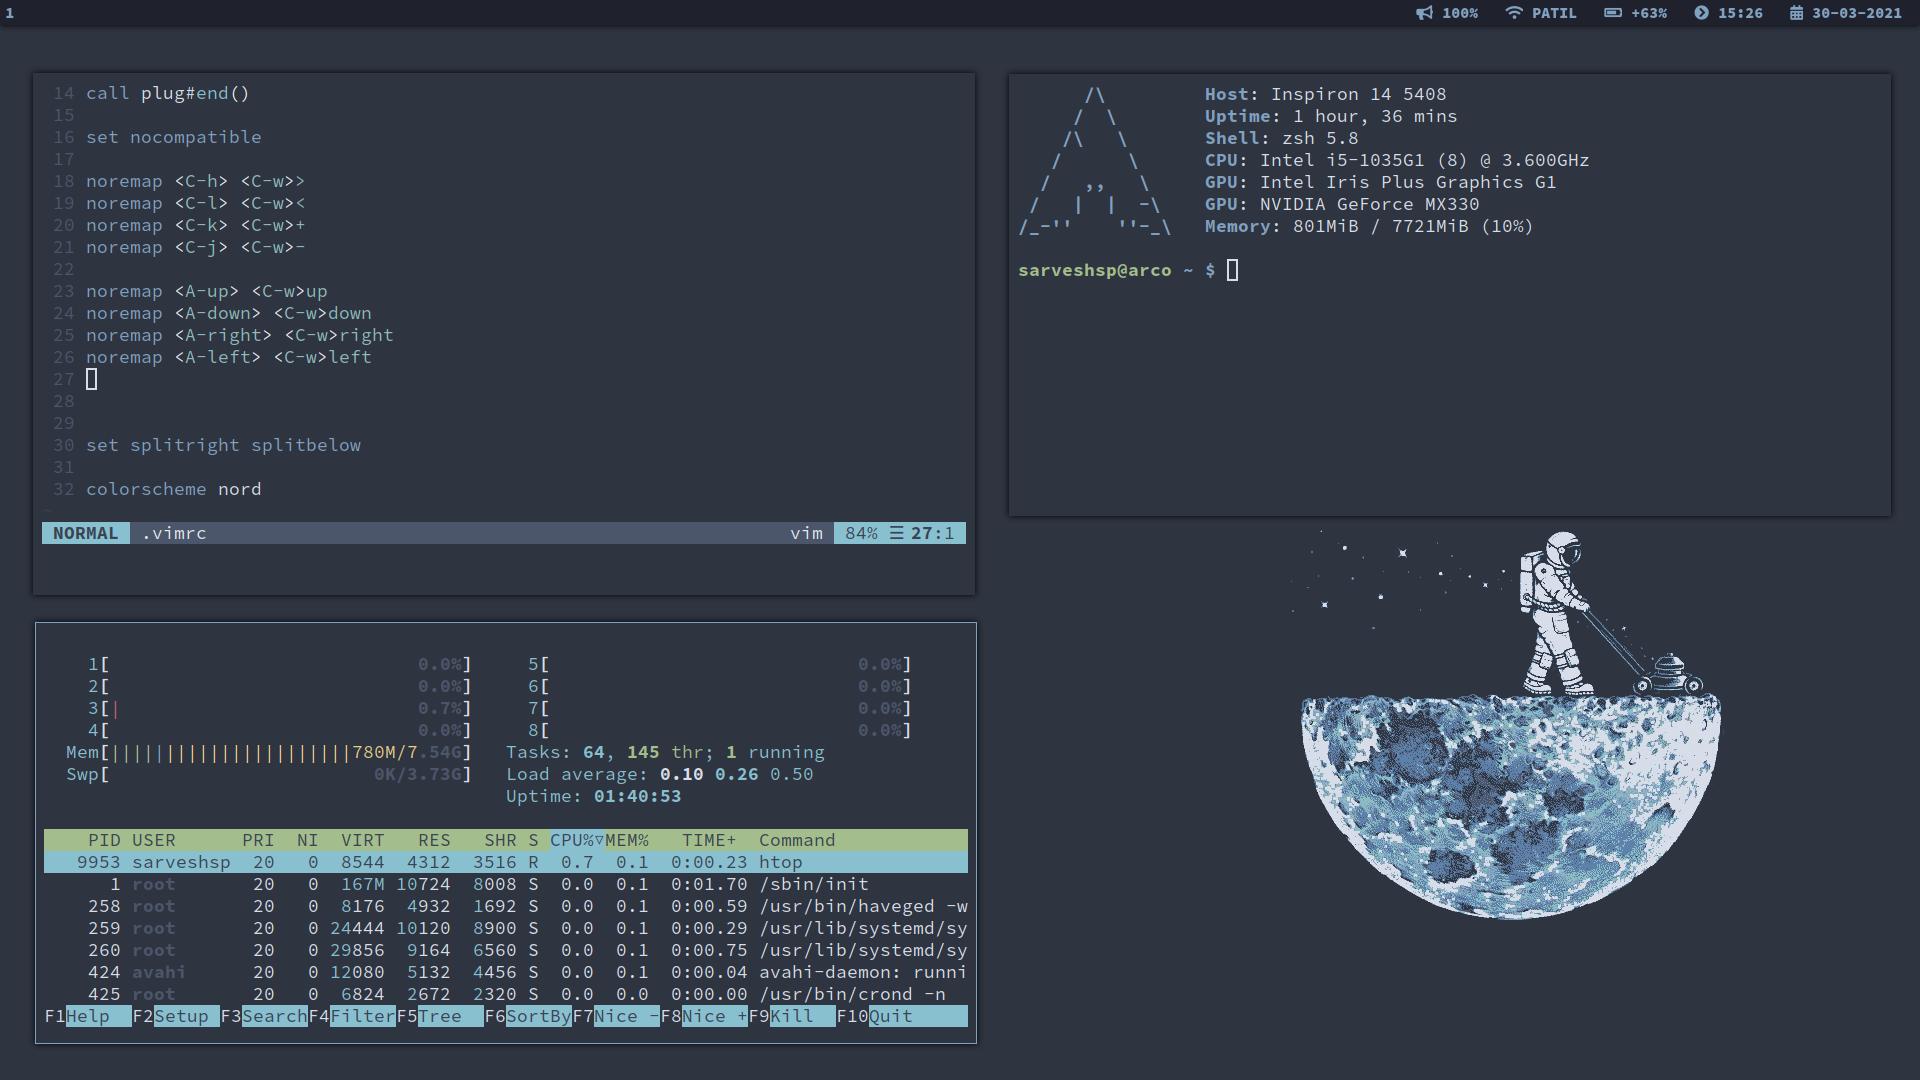 1 100% PATIL +63% 15:26 30-03-2021
14 call plug#end()
15
16 set nocompatible
17
18 noremap <C-h> <C-w>>
19 noremap <C-l> <C-w><
20 noremap <C-k> <C-w>+
21 noremap <C-j> <C-w>-
22
23 noremap <A-up> <C-w>up
24 noremap <A-down> <C-w>down
25 noremap <A-right> <C-w>right
26 noremap <A-left> <C-w>left
27
28
29
30 set splitright splitbelow
31
32 colorscheme nord
~
NORMAL .vimrc vim 84% ☰ 27:1
/\
/ \
/\ \
/ \
/ ,, \
/ | | -\
/_-'' ''-_\
Host: Inspiron 14 5408
Uptime: 1 hour, 36 mins
Shell: zsh 5.8
CPU: Intel i5-1035G1 (8) @ 3.600GHz
GPU: Intel Iris Plus Graphics G1
GPU: NVIDIA GeForce MX330
Memory: 801MiB / 7721MiB (10%)
sarveshsp@arco ~ $
1[ 0.0%] 5[ 0.0%]
2[ 0.0%] 6[ 0.0%]
3[| 0.7%] 7[ 0.0%]
4[ 0.0%] 8[ 0.0%]
Mem[||||||||||||||||||||||780M/7.54G] Tasks: 64, 145 thr; 1 running
Swp[ 0K/3.73G] Load average: 0.10 0.26 0.50
Uptime: 01:40:53
PID USER PRI NI VIRT RES SHR S CPU%▽MEM% TIME+ Command
9953 sarveshsp 20 0 8544 4312 3516 R 0.7 0.1 0:00.23 htop
1 root 20 0 167M 10724 8008 S 0.0 0.1 0:01.70 /sbin/init
258 root 20 0 8176 4932 1692 S 0.0 0.1 0:00.59 /usr/bin/haveged -w
259 root 20 0 24444 10120 8900 S 0.0 0.1 0:00.29 /usr/lib/systemd/sy
260 root 20 0 29856 9164 6560 S 0.0 0.1 0:00.75 /usr/lib/systemd/sy
424 avahi 20 0 12080 5132 4456 S 0.0 0.1 0:00.04 avahi-daemon: runni
425 root 20 0 6824 2672 2320 S 0.0 0.0 0:00.00 /usr/bin/crond -n
F1Help F2Setup F3SearchF4FilterF5Tree F6SortByF7Nice -F8Nice +F9Kill F10Quit